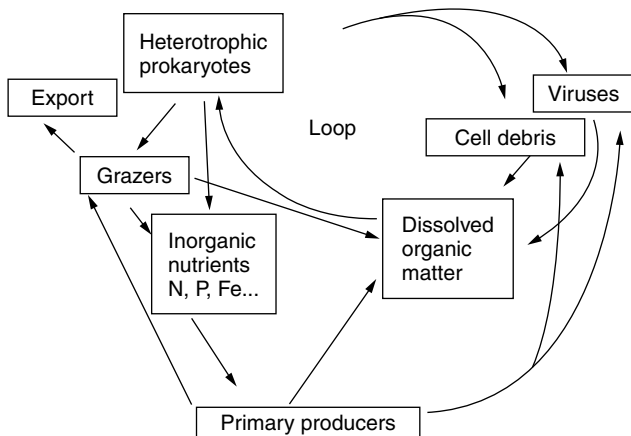 Heterotrophic
prokaryotes
Export
Viruses
Loop
Cell debris
Grazers
Dissolved
organic
matter
Inorganic
nutrients
N, P, Fe...
Primary producers